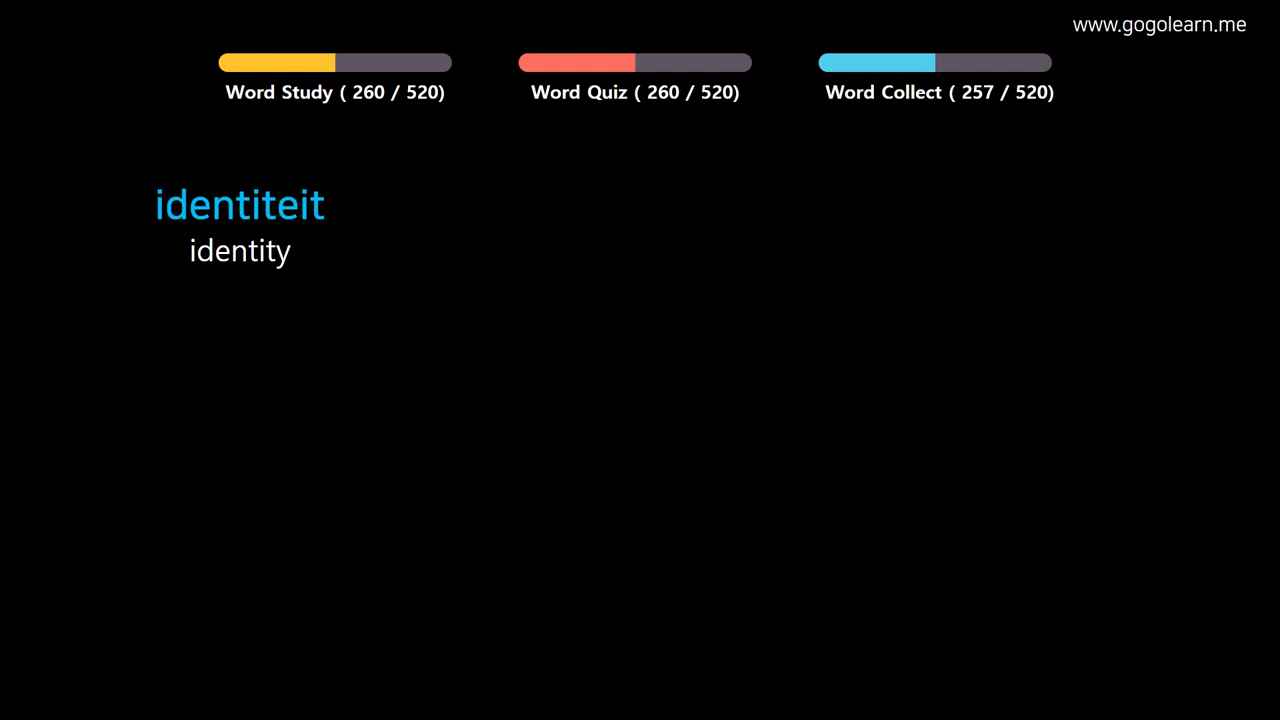 www.gogolearn.me
Word Study ( 260 / 520)
Word Quiz ( 260 / 520)
Word Collect ( 257 / 520)
identiteit
identity